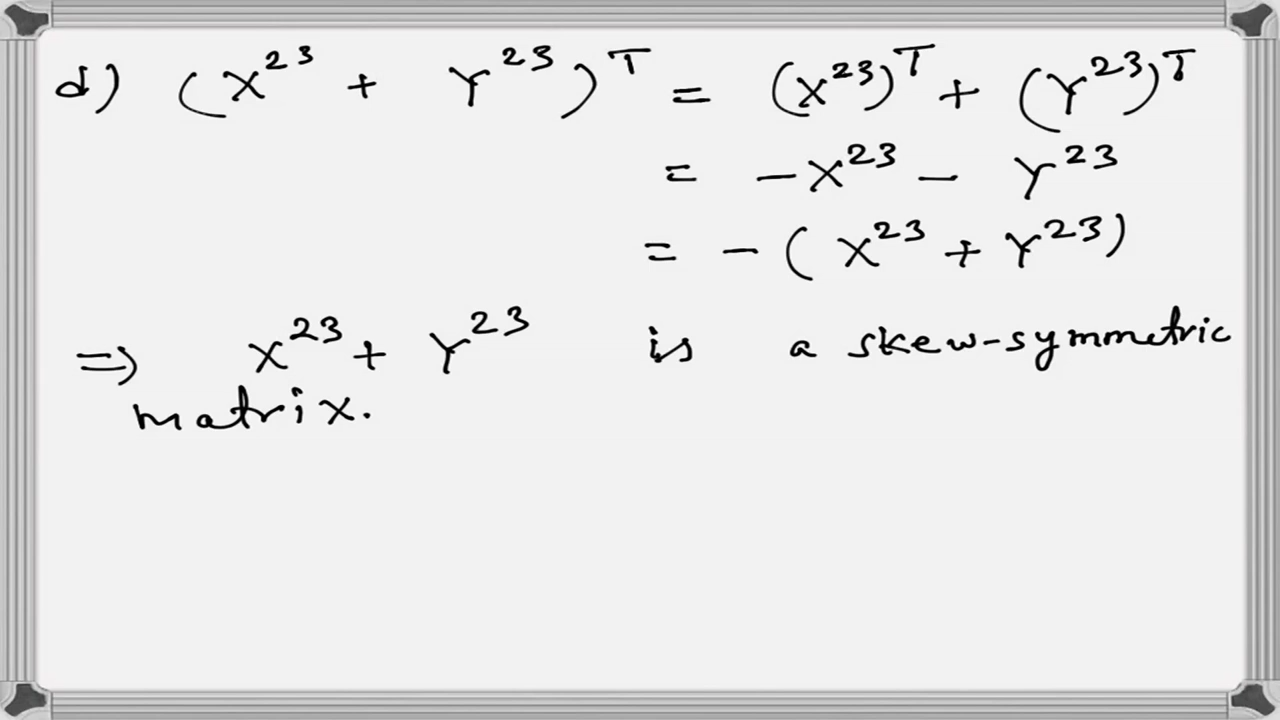 d) (X²³ + Y²³)ᵀ = (X²³)ᵀ + (Y²³)ᵀ
= -X²³ - Y²³
= -(X²³ + Y²³)
=> X²³ + Y²³ is a skew-symmetric
matrix.